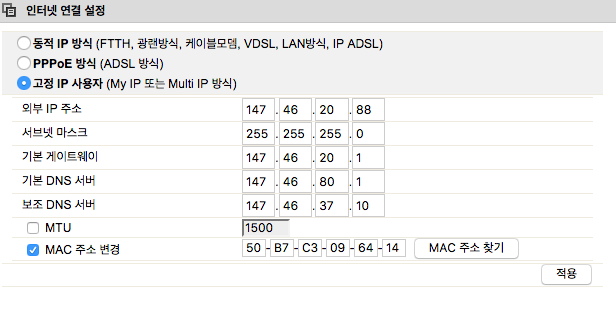 인터넷 연결 설정
동적 IP 방식 (FTTH, 광랜방식, 케이블모뎀, VDSL, LAN방식, IP ADSL)
PPPoE 방식 (ADSL 방식)
고정 IP 사용자 (My IP 또는 Multi IP 방식)
외부 IP 주소 147 . 46 . 20 . 88
서브넷 마스크 255 . 255 . 255 . 0
기본 게이트웨이 147 . 46 . 20 . 1
기본 DNS 서버 147 . 46 . 80 . 1
보조 DNS 서버 147 . 46 . 37 . 10
MTU 1500
MAC 주소 변경 50 - B7 - C3 - 09 - 64 - 14 MAC 주소 찾기
적용